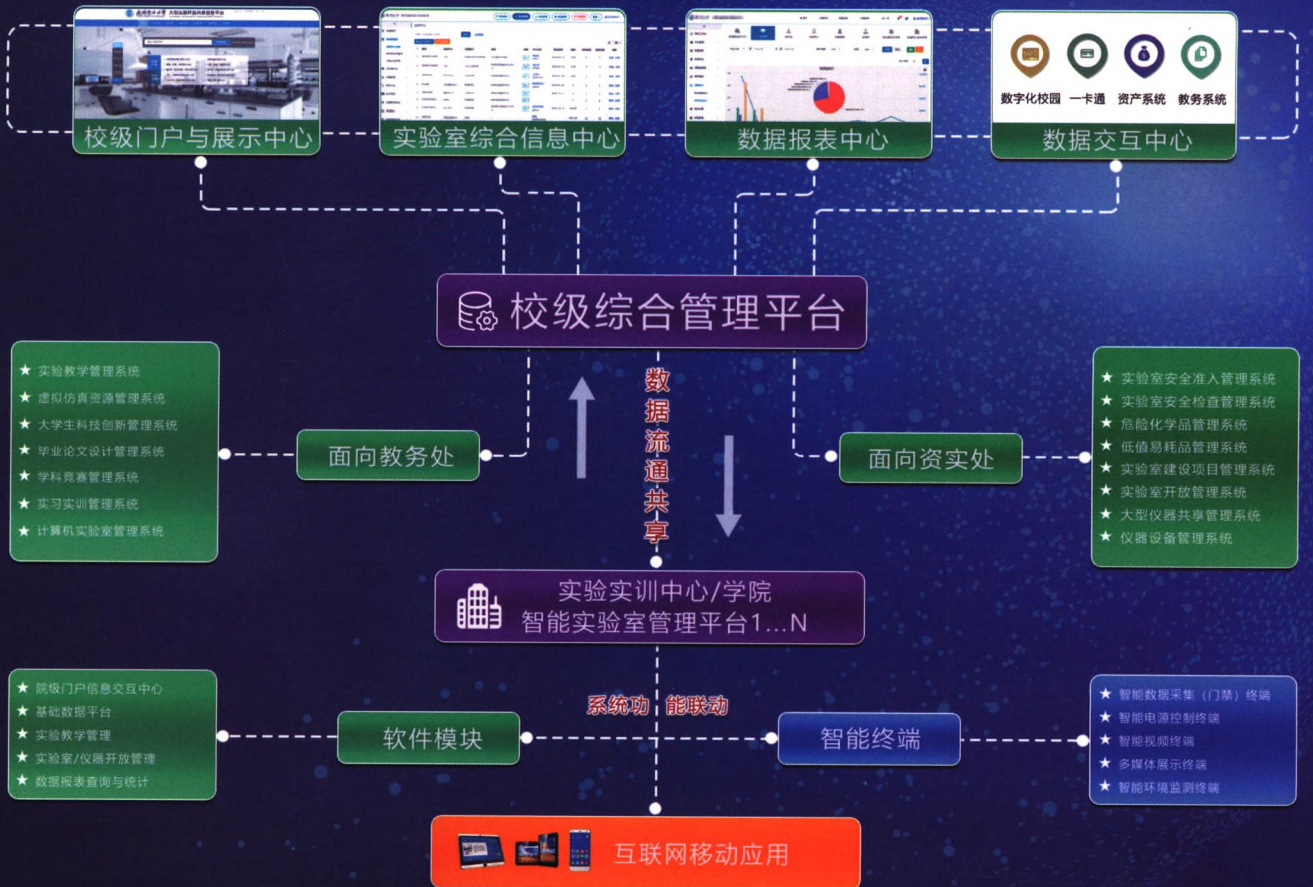 大型仪器开放共享服务平台
数字化校园 一卡通 资产系统 教务系统
校级门户与展示中心
实验室综合信息中心
数据报表中心
数据交互中心
校级综合管理平台
数据流通共享
★ 实验教学管理系统
★ 虚拟仿真资源管理系统
★ 大学生科技创新管理系统
★ 毕业论文设计管理系统
★ 学科竞赛管理系统
★ 实习实训管理系统
★ 计算机实验室管理系统
面向教务处
面向资实处
★ 实验室安全准入管理系统
★ 实验室安全检查管理系统
★ 危险化学品管理系统
★ 低值易耗品管理系统
★ 实验室建设项目管理系统
★ 实验室开放管理系统
★ 大型仪器共享管理系统
★ 仪器设备管理系统
实验实训中心/学院
智能实验室管理平台1...N
系统功能联动
★ 院级门户信息交互中心
★ 基础数据平台
★ 实验教学管理
★ 实验室/仪器开放管理
★ 数据报表查询与统计
软件模块
智能终端
★ 智能数据采集（门禁）终端
★ 智能电源控制终端
★ 智能视频终端
★ 多媒体展示终端
★ 智能环境监测终端
互联网移动应用